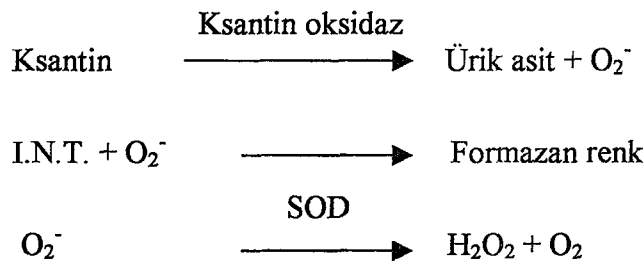 Ksantin oksidaz
Ksantin → Ürik asit + O₂⁻
I.N.T. + O₂⁻ → Formazan renk
SOD
O₂⁻ → H₂O₂ + O₂